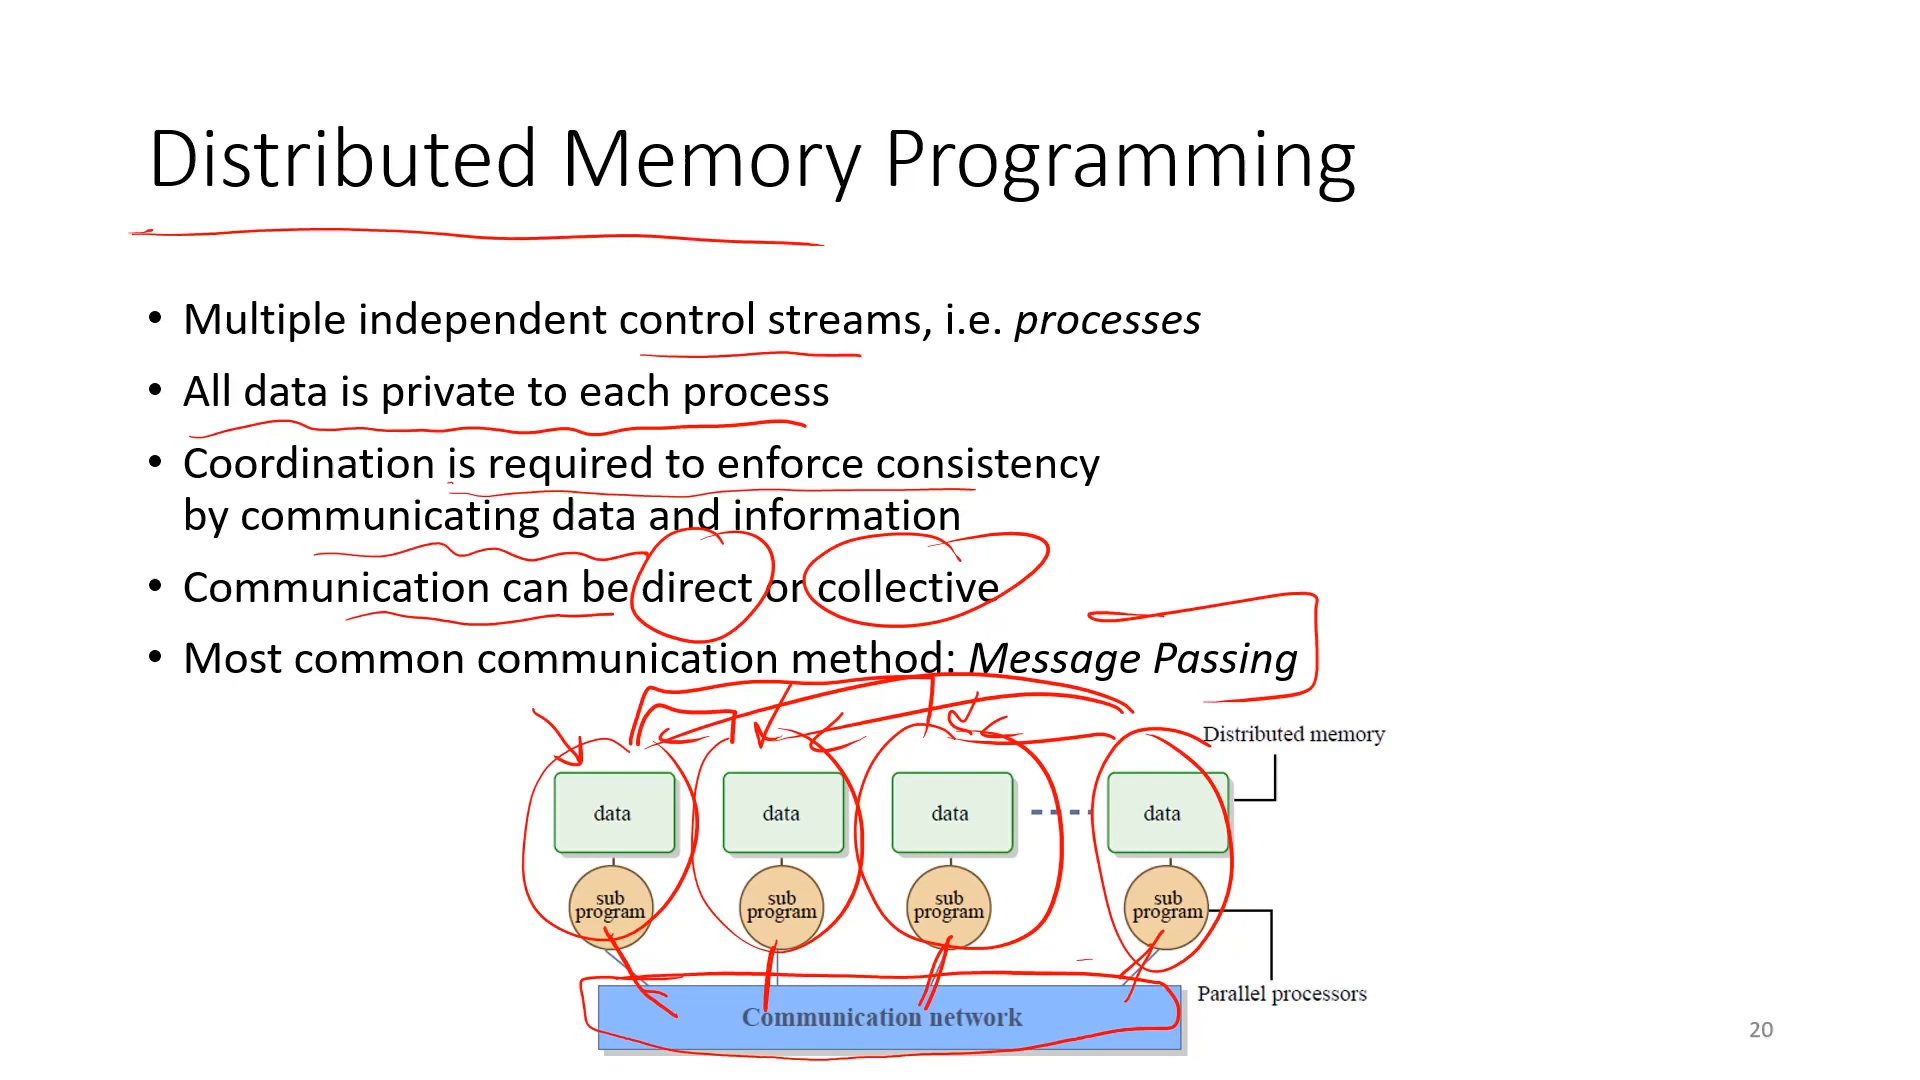 Distributed Memory Programming
• Multiple independent control streams, i.e. processes
• All data is private to each process
• Coordination is required to enforce consistency
by communicating data and information
• Communication can be direct or collective
• Most common communication method: Message Passing
Distributed memory
data
data
data
data
sub
program
sub
program
sub
program
sub
program
Parallel processors
Communication network
20